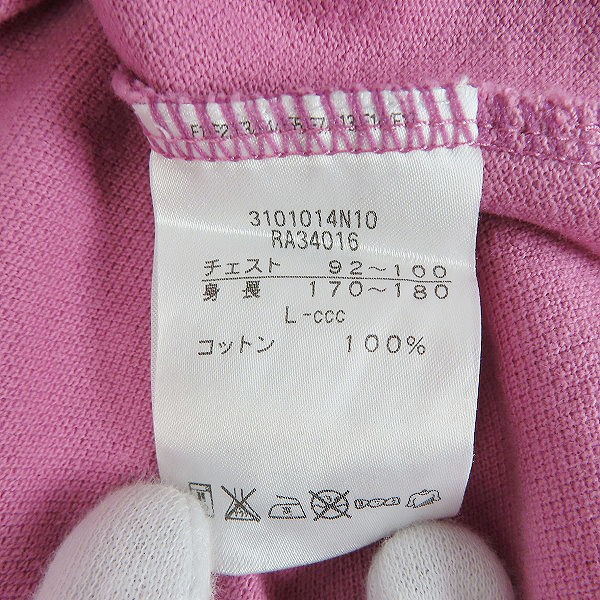 3101014N10
RA34016
チェスト 92～100
身 長 170～180
L-ccc
コットン 100%